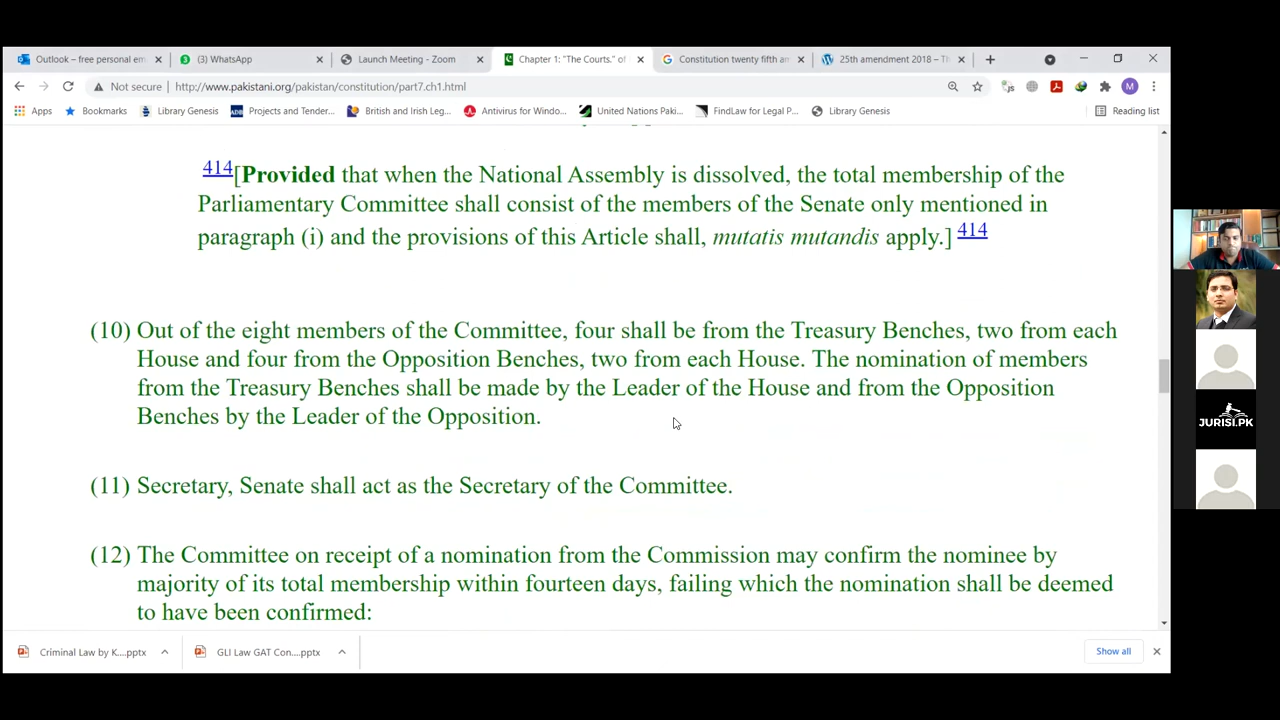 Outlook – free personal em
(3) WhatsApp
Launch Meeting - Zoom
Chapter 1: "The Courts." of
Constitution twenty fifth am
25th amendment 2018 – Th
Not secure | http://www.pakistani.org/pakistan/constitution/part7.ch1.html
M
Apps
Bookmarks
Library Genesis
ADB
Projects and Tender...
British and Irish Leg...
Antivirus for Windo...
United Nations Paki...
FindLaw for Legal P...
Library Genesis
Reading list
414[Provided that when the National Assembly is dissolved, the total membership of the
Parliamentary Committee shall consist of the members of the Senate only mentioned in
paragraph (i) and the provisions of this Article shall, mutatis mutandis apply.] 414
(10) Out of the eight members of the Committee, four shall be from the Treasury Benches, two from each
House and four from the Opposition Benches, two from each House. The nomination of members
from the Treasury Benches shall be made by the Leader of the House and from the Opposition
Benches by the Leader of the Opposition.
(11) Secretary, Senate shall act as the Secretary of the Committee.
(12) The Committee on receipt of a nomination from the Commission may confirm the nominee by
majority of its total membership within fourteen days, failing which the nomination shall be deemed
to have been confirmed:
JURISI.PK
Criminal Law by K....pptx
GLI Law GAT Con....pptx
Show all